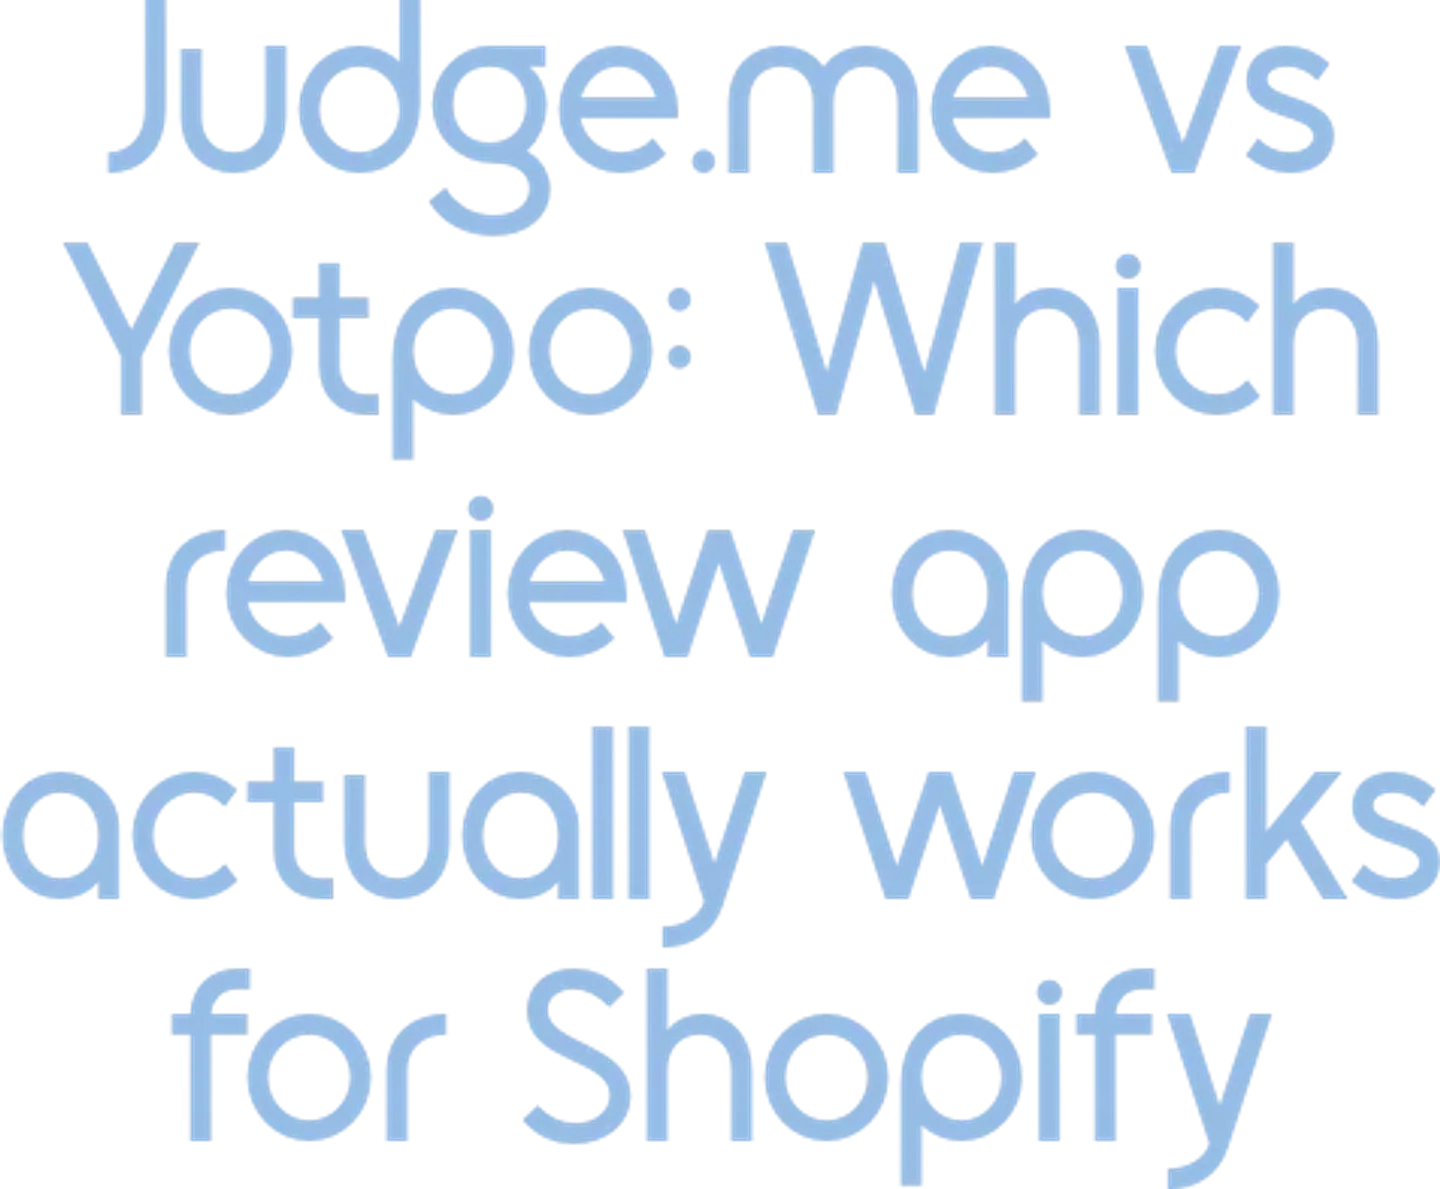 Judge.me vs
Yotpo: Which
review app
actually works
for Shopify